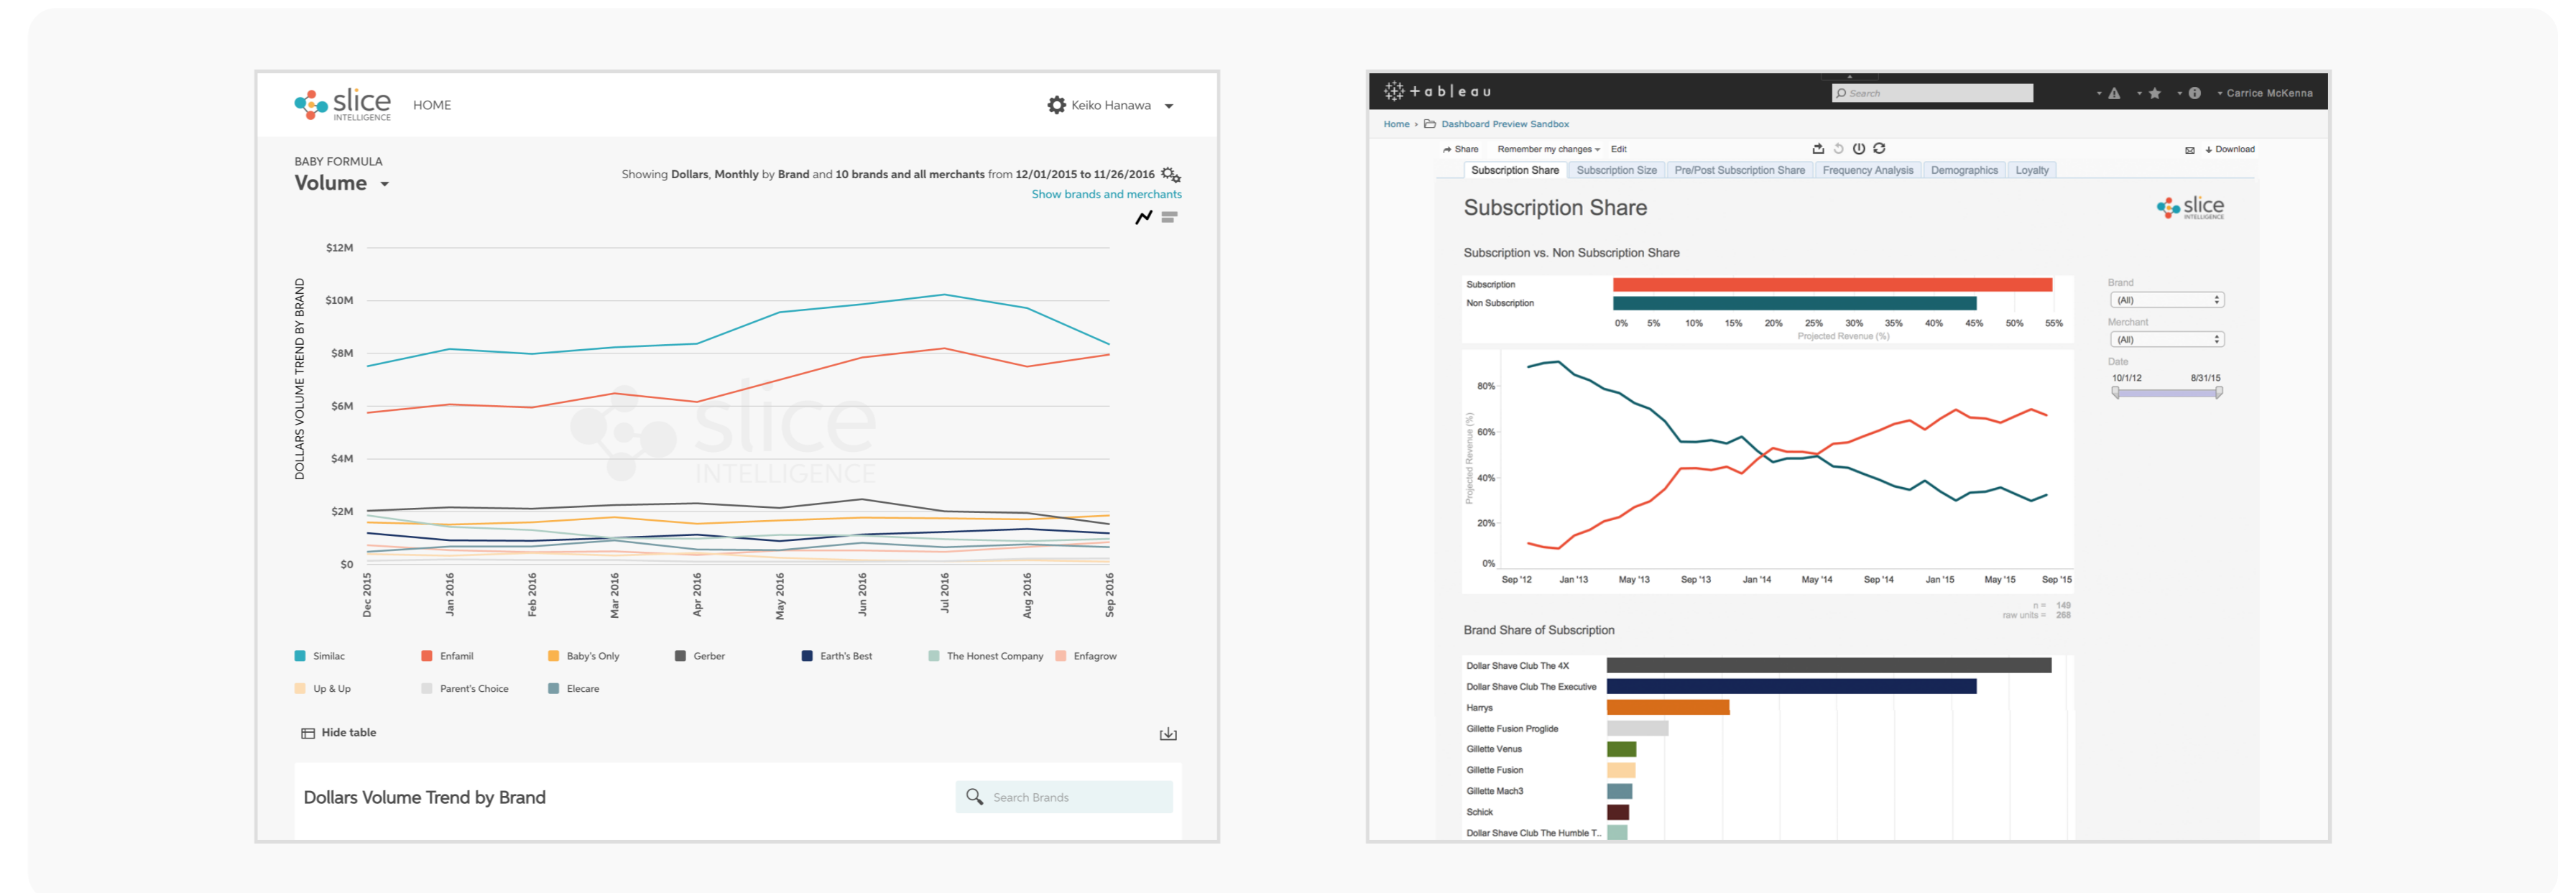 slice
INTELLIGENCE
HOME
Keiko Hanawa
BABY FORMULA
Volume
Showing Dollars, Monthly by Brand and 10 brands and all merchants from 12/01/2015 to 11/26/2016
Show brands and merchants
DOLLARS VOLUME TREND BY BRAND
$12M
$10M
$8M
$6M
$4M
$2M
$0
slice
INTELLIGENCE
Dec 2015
Jan 2016
Feb 2016
Mar 2016
Apr 2016
May 2016
Jun 2016
Jul 2016
Aug 2016
Sep 2016
Similac Enfamil Baby's Only Gerber Earth's Best The Honest Company Enfagrow
Up & Up Parent's Choice Elecare
Hide table
Dollars Volume Trend by Brand
Search Brands
+ableau
Search
Carrice McKenna
Home › Dashboard Preview Sandbox
Share Remember my changes Edit
Download
Subscription Share Subscription Size Pre/Post Subscription Share Frequency Analysis Demographics Loyalty
Subscription Share
slice
INTELLIGENCE
Subscription vs. Non Subscription Share
Subscription
Non Subscription
0% 5% 10% 15% 20% 25% 30% 35% 40% 45% 50% 55%
Projected Revenue (%)
Brand
(All)
Merchant
(All)
Date
10/1/12 8/31/15
Projected Revenue (%)
80%
60%
40%
20%
0%
Sep '12 Jan '13 May '13 Sep '13 Jan '14 May '14 Sep '14 Jan '15 May '15 Sep '15
n = 149
raw units = 268
Brand Share of Subscription
Dollar Shave Club The 4X
Dollar Shave Club The Executive
Harrys
Gillette Fusion Proglide
Gillette Venus
Gillette Fusion
Gillette Mach3
Schick
Dollar Shave Club The Humble T..